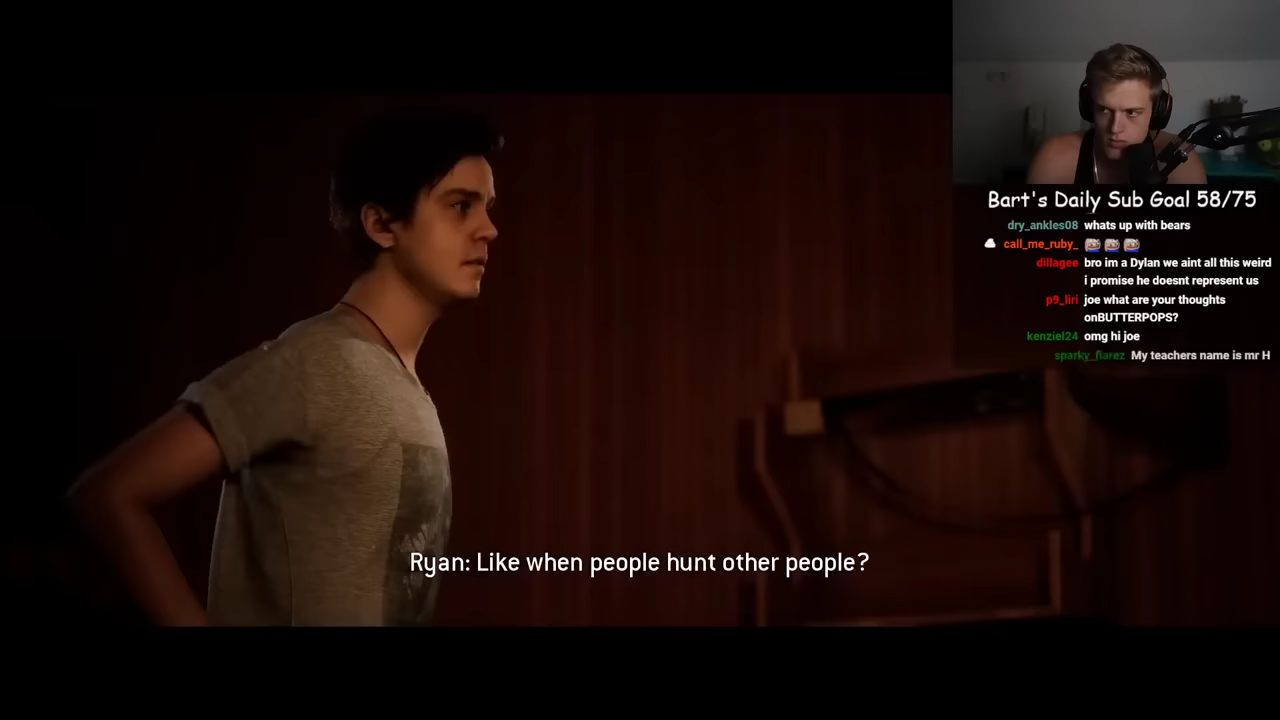 Bart's Daily Sub Goal 58/75
dry_ankles08 whats up with bears
call_me_ruby_
dillagee bro im a Dylan we aint all this weird
i promise he doesnt represent us
p9_liri joe what are your thoughts
onBUTTERPOPS?
kenziel24 omg hi joe
sparky_flarez My teachers name is mr H
Ryan: Like when people hunt other people?